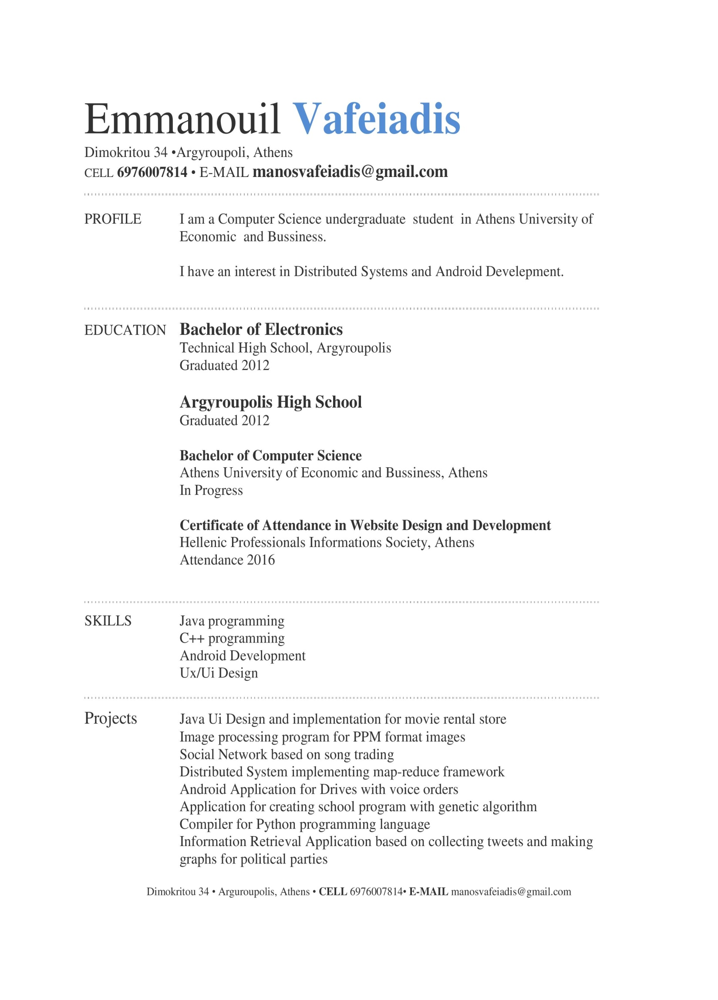 Emmanouil Vafeiadis
Dimokritou 34 •Argyroupoli, Athens
CELL 6976007814 • E-MAIL manosvafeiadis@gmail.com
PROFILE
I am a Computer Science undergraduate student in Athens University of
Economic and Bussiness.
I have an interest in Distributed Systems and Android Develepment.
EDUCATION
Bachelor of Electronics
Technical High School, Argyroupolis
Graduated 2012
Argyroupolis High School
Graduated 2012
Bachelor of Computer Science
Athens University of Economic and Bussiness, Athens
In Progress
Certificate of Attendance in Website Design and Development
Hellenic Professionals Informations Society, Athens
Attendance 2016
SKILLS
Java programming
C++ programming
Android Development
Ux/Ui Design
Projects
Java Ui Design and implementation for movie rental store
Image processing program for PPM format images
Social Network based on song trading
Distributed System implementing map-reduce framework
Android Application for Drives with voice orders
Application for creating school program with genetic algorithm
Compiler for Python programming language
Information Retrieval Application based on collecting tweets and making
graphs for political parties
Dimokritou 34 • Arguroupolis, Athens • CELL 6976007814• E-MAIL manosvafeiadis@gmail.com